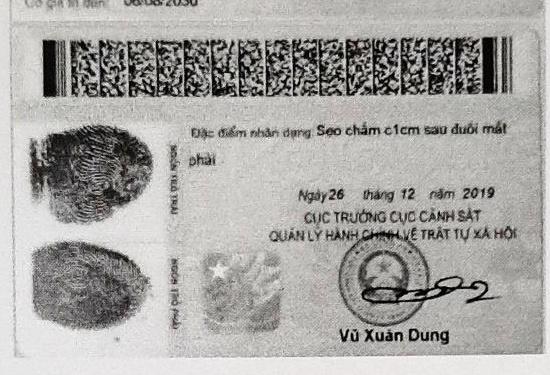 Có giá trị đến: 06/08/2030
Đặc điểm nhân dạng: Sẹo chấm c1cm sau đuôi mắt
phải
NGÓN TRỎ TRÁI
Ngày 26 tháng 12 năm 2019
CỤC TRƯỞNG CỤC CẢNH SÁT
QUẢN LÝ HÀNH CHÍNH VỀ TRẬT TỰ XÃ HỘI
NGÓN TRỎ PHẢI
Vũ Xuân Dung